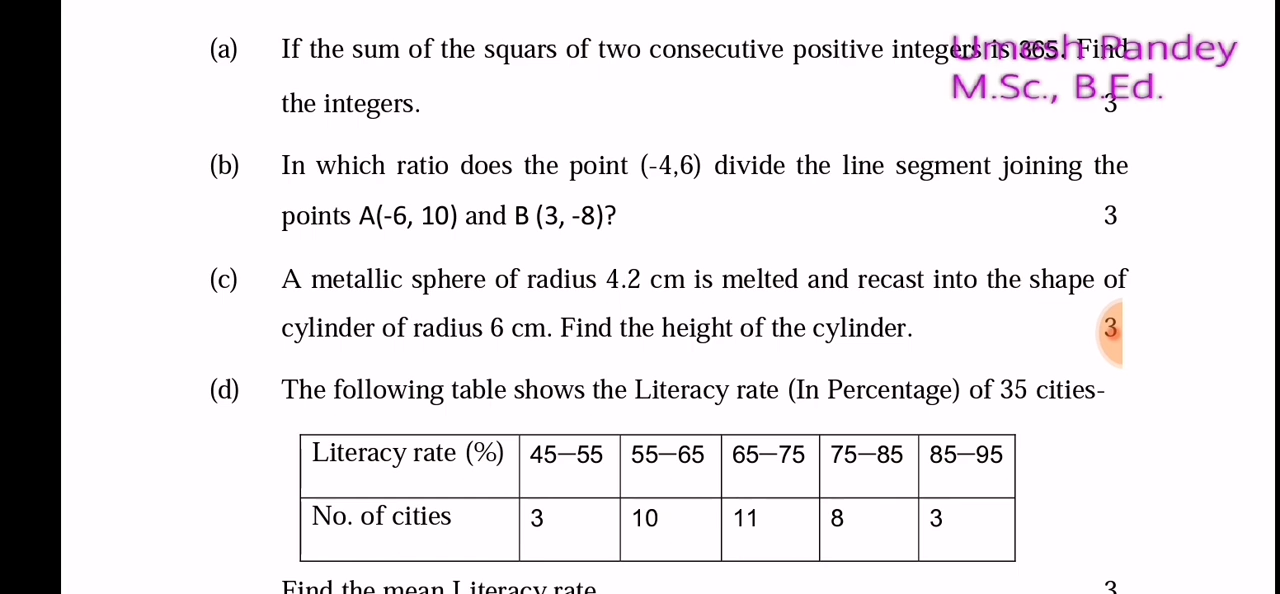 Umesh Pandey
M.Sc., B.Ed.
(a) If the sum of the squars of two consecutive positive integers is 365. Find
the integers. 3
(b) In which ratio does the point (-4,6) divide the line segment joining the
points A(-6, 10) and B (3, -8)? 3
(c) A metallic sphere of radius 4.2 cm is melted and recast into the shape of
cylinder of radius 6 cm. Find the height of the cylinder. 3
(d) The following table shows the Literacy rate (In Percentage) of 35 cities-
Literacy rate (%) 45—55 55—65 65—75 75—85 85—95
No. of cities 3 10 11 8 3
Find the mean Literacy rate 3